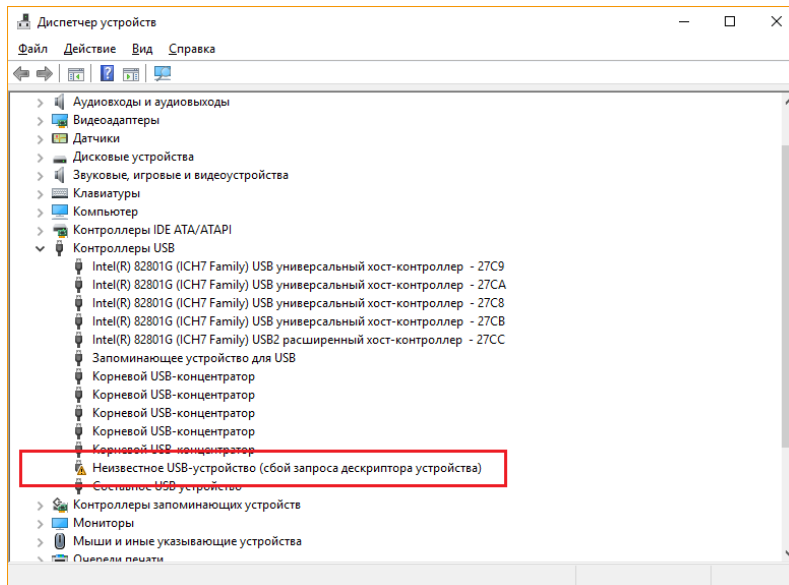 Диспетчер устройств
Файл Действие Вид Справка
Аудиовходы и аудиовыходы
Видеоадаптеры
Датчики
Дисковые устройства
Звуковые, игровые и видеоустройства
Клавиатуры
Компьютер
Контроллеры IDE ATA/ATAPI
Контроллеры USB
Intel(R) 82801G (ICH7 Family) USB универсальный хост-контроллер - 27C9
Intel(R) 82801G (ICH7 Family) USB универсальный хост-контроллер - 27CA
Intel(R) 82801G (ICH7 Family) USB универсальный хост-контроллер - 27C8
Intel(R) 82801G (ICH7 Family) USB универсальный хост-контроллер - 27CB
Intel(R) 82801G (ICH7 Family) USB2 расширенный хост-контроллер - 27CC
Запоминающее устройство для USB
Корневой USB-концентратор
Корневой USB-концентратор
Корневой USB-концентратор
Корневой USB-концентратор
Корневой USB-концентратор
Неизвестное USB-устройство (сбой запроса дескриптора устройства)
Составное USB устройство
Контроллеры запоминающих устройств
Мониторы
Мыши и иные указывающие устройства
Очереди печати